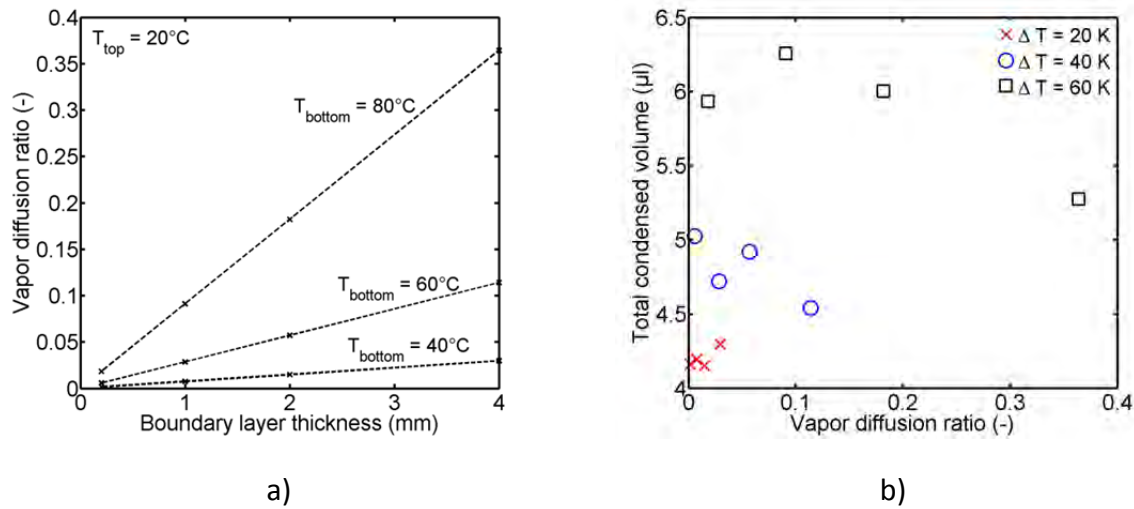 0.4
0.35
0.3
0.25
0.2
0.15
0.1
0.05
0
Vapor diffusion ratio (-)
T_top = 20°C
T_bottom = 80°C
T_bottom = 60°C
T_bottom = 40°C
0 1 2 3 4
Boundary layer thickness (mm)
a)
6.5
6
5.5
5
4.5
4
Total condensed volume (µl)
Δ T = 20 K
Δ T = 40 K
Δ T = 60 K
0 0.1 0.2 0.3 0.4
Vapor diffusion ratio (-)
b)